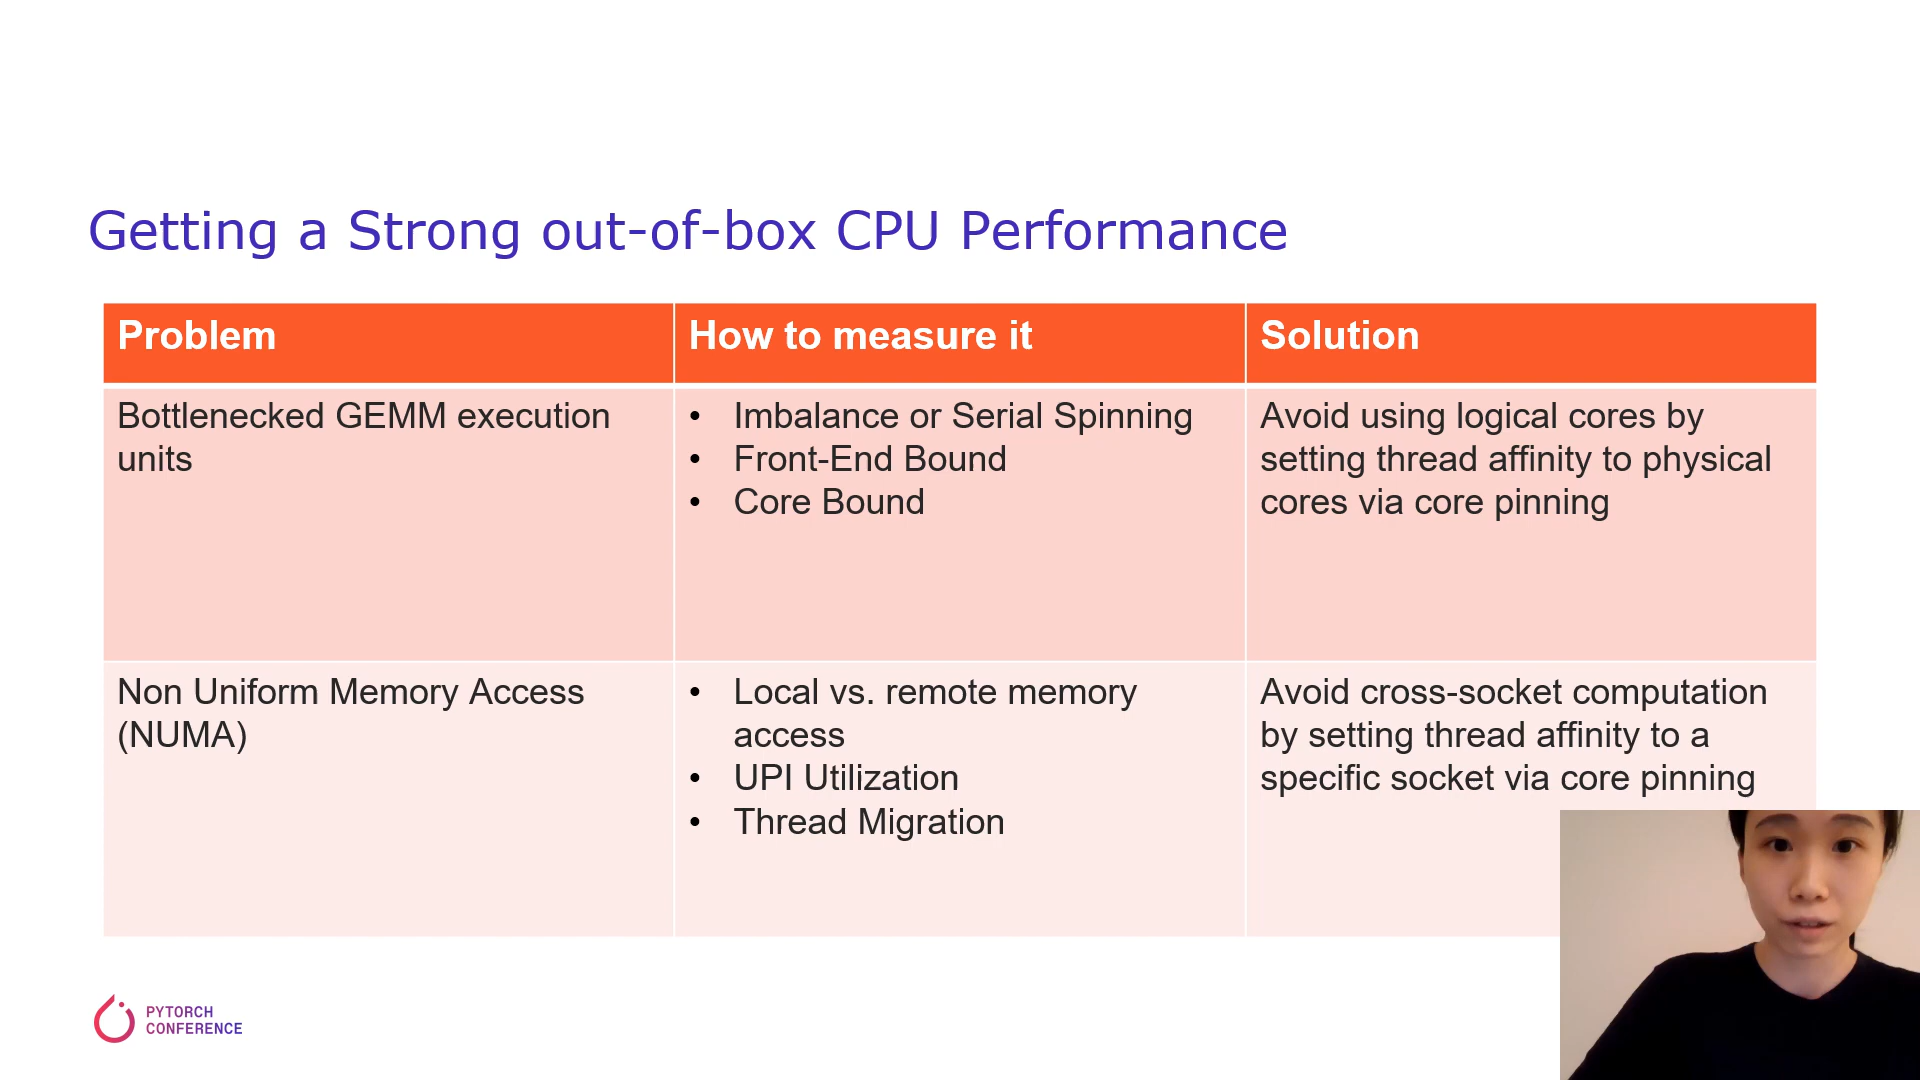 Getting a Strong out-of-box CPU Performance
Problem
How to measure it
Solution
Bottlenecked GEMM execution
units
• Imbalance or Serial Spinning
• Front-End Bound
• Core Bound
Avoid using logical cores by
setting thread affinity to physical
cores via core pinning
Non Uniform Memory Access
(NUMA)
• Local vs. remote memory
access
• UPI Utilization
• Thread Migration
Avoid cross-socket computation
by setting thread affinity to a
specific socket via core pinning
PYTORCH
CONFERENCE